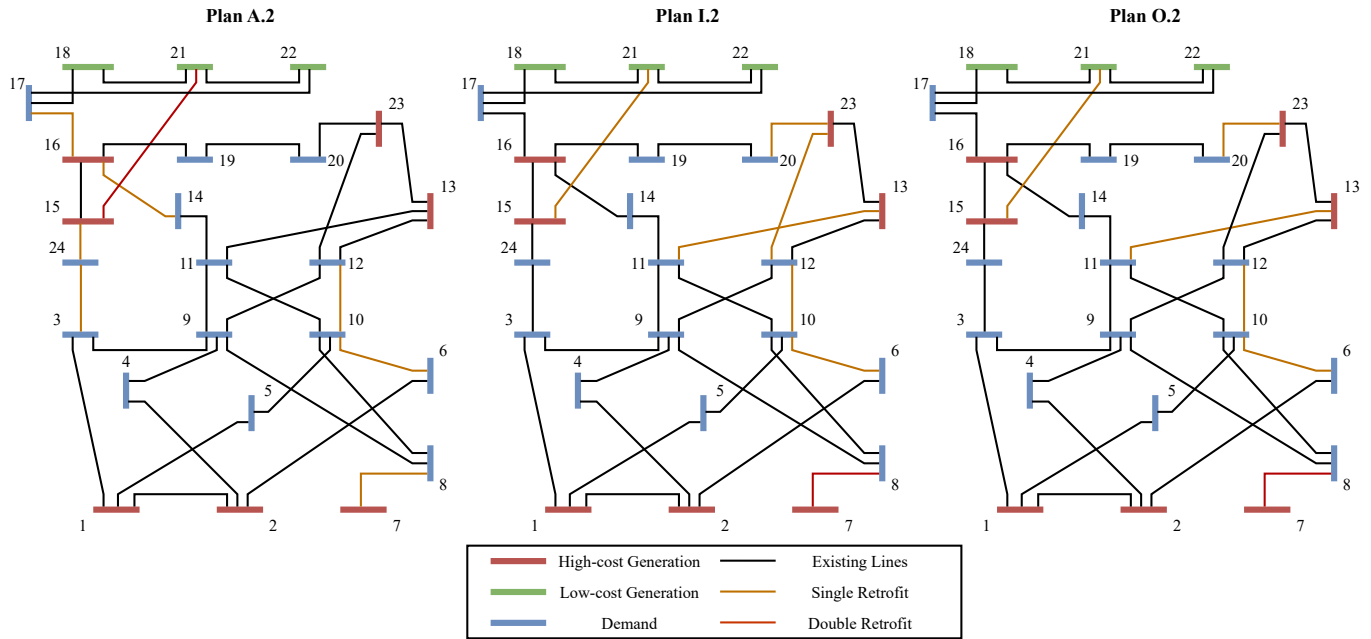 Plan A.2 Plan I.2 Plan O.2
18 21 22 18 21 22 18 21 22
17 17 17
23 23 23
16 19 20 16 19 20 16 19 20
13 13 13
14 14 14
15 15 15
24 11 12 24 11 12 24 11 12
3 9 10 3 9 10 3 9 10
4 6 4 6 4 6
5 5 5
8 8 8
1 2 7 1 2 7 1 2 7
High-cost Generation Existing Lines
Low-cost Generation Single Retrofit
Demand Double Retrofit